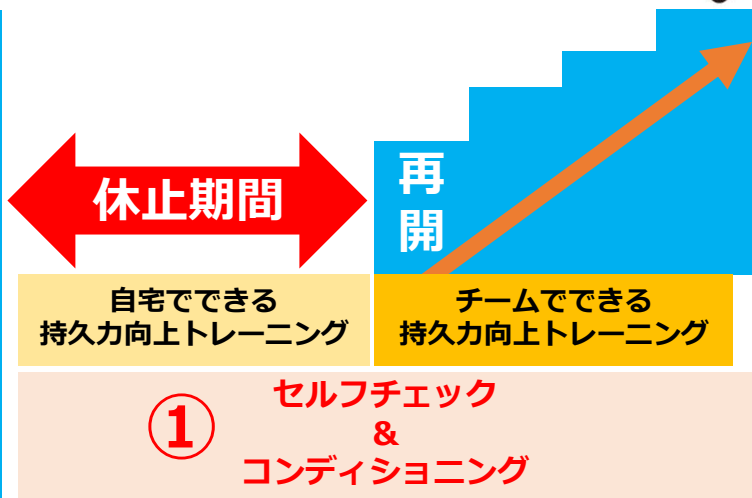 休止期間
再
開
自宅でできる
持久力向上トレーニング
チームでできる
持久力向上トレーニング
①
セルフチェック
&
コンディショニング